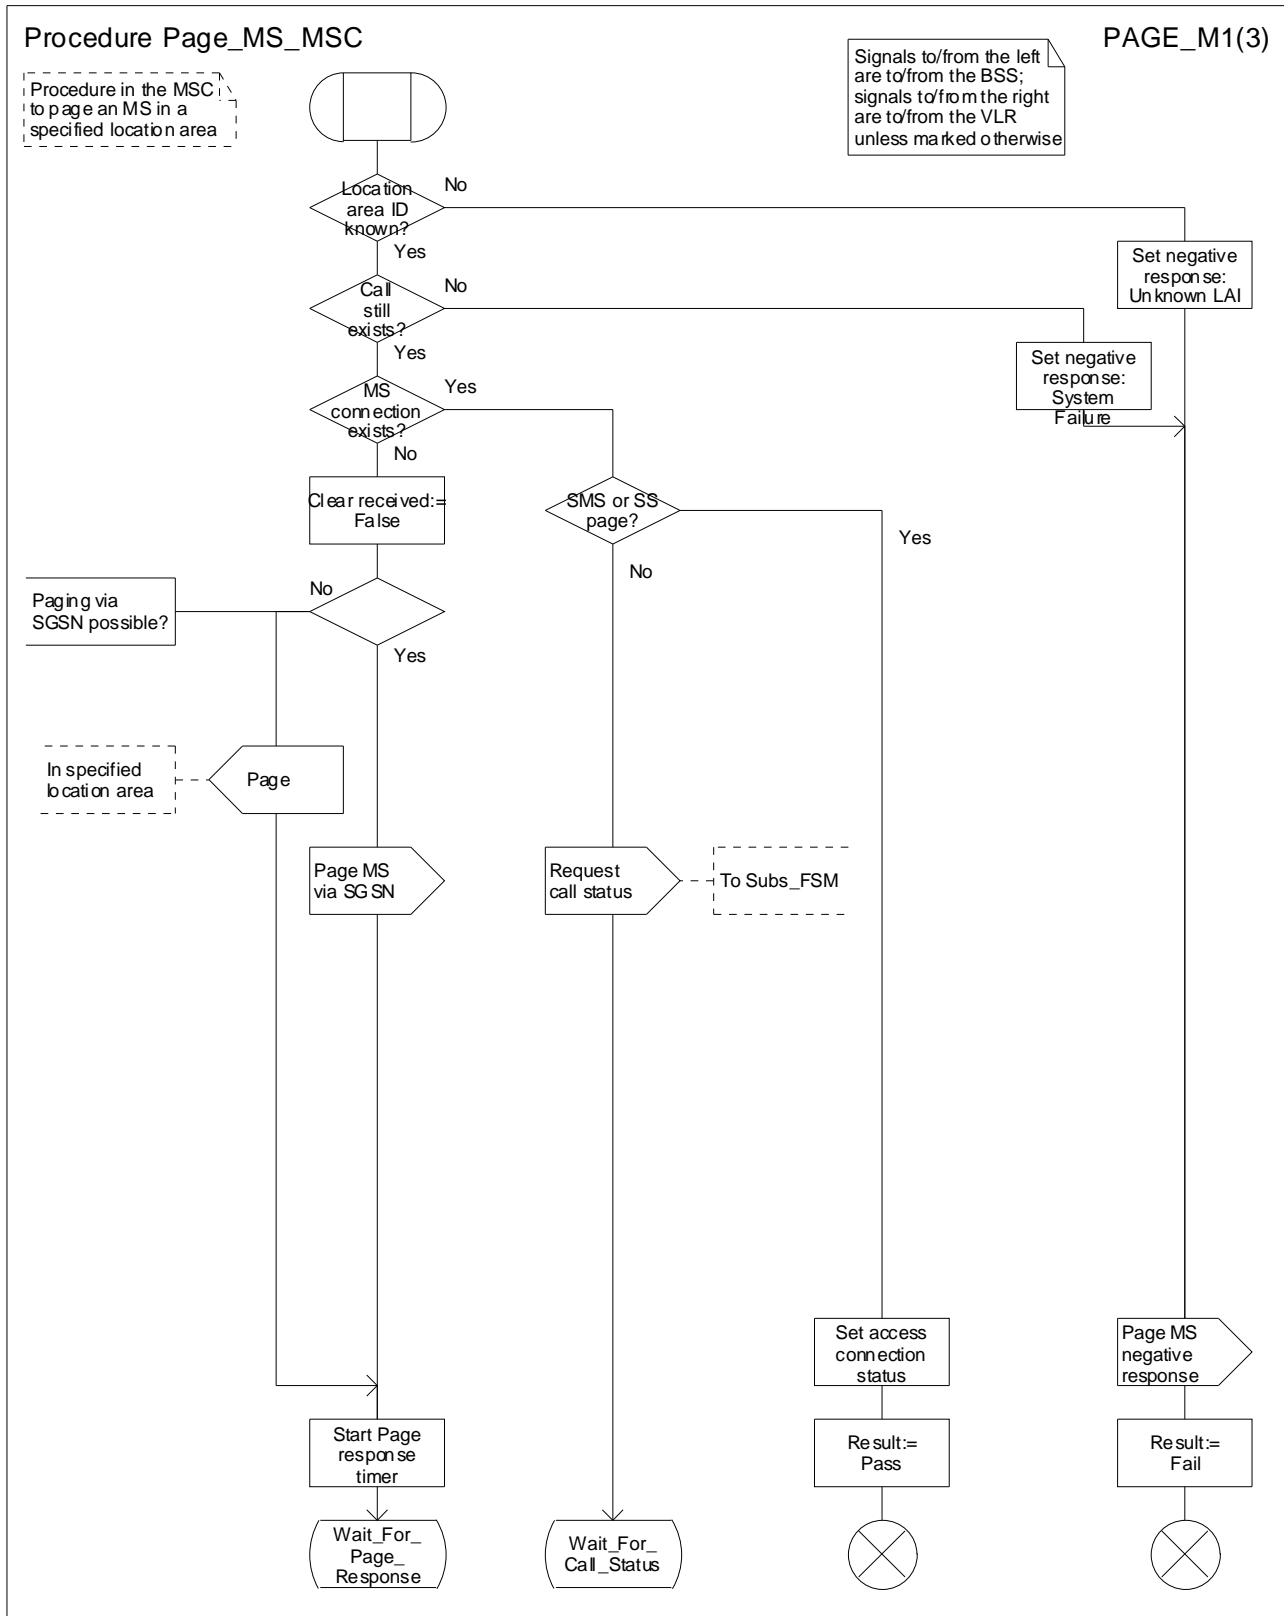 Procedure Page_MS_MSC
PAGE_M1(3)
Procedure in the MSC
to page an MS in a
specified location area
Signals to/from the left
are to/from the BSS;
signals to/from the right
are to/from the VLR
unless marked otherwise
Location
area ID
known?
No
Yes
Set negative
response:
Unknown LAI
Call
still
exists?
No
Yes
Set negative
response:
System
Failure
MS
connection
exists?
Yes
No
Clear received:=
False
SMS or SS
page?
Yes
No
Paging via
SGSN possible?
No
Yes
In specified
location area
Page
Page MS
via SGSN
Request
call status
To Subs_FSM
Set access
connection
status
Page MS
negative
response
Start Page
response
timer
Result:=
Pass
Result:=
Fail
Wait_For_
Page_
Response
Wait_For_
Call_Status